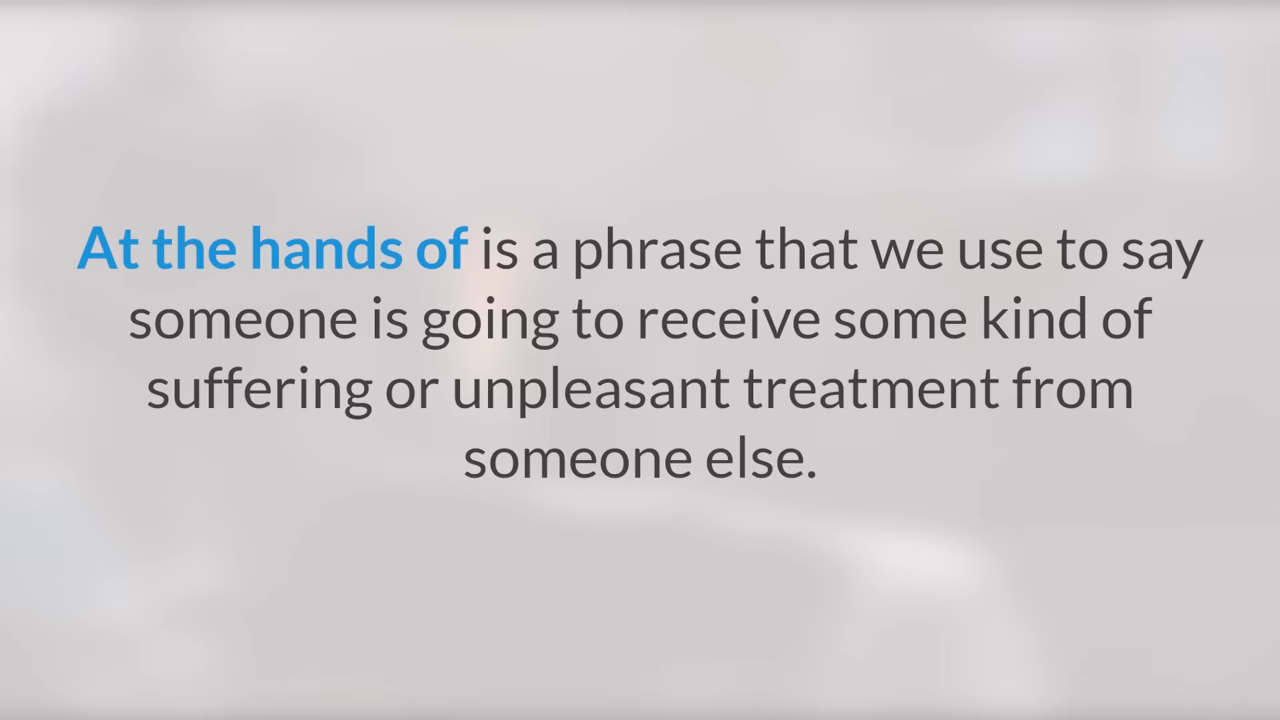 At the hands of is a phrase that we use to say
someone is going to receive some kind of
suffering or unpleasant treatment from
someone else.